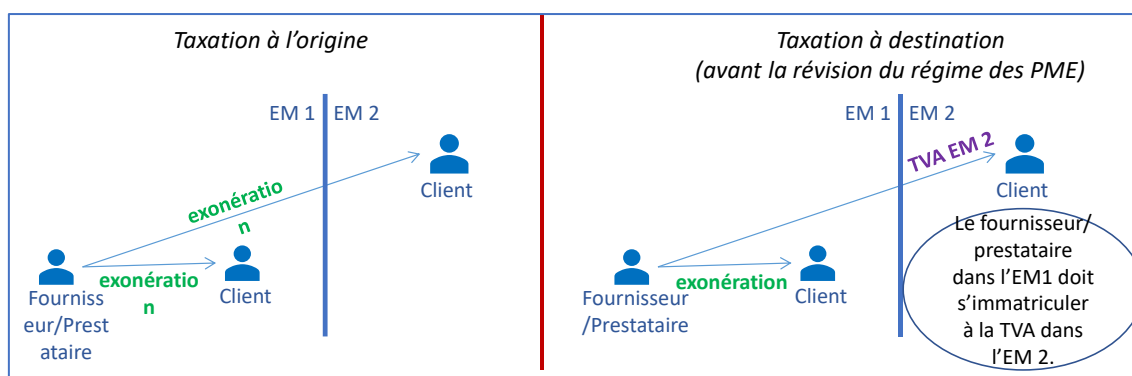 Taxation à l'origine
EM 1
EM 2
Client
exonératio
n
exonératio
n
Client
Fourniss
eur/Prest
ataire
Taxation à destination
(avant la révision du régime des PME)
EM 1
EM 2
TVA EM 2
Client
exonération
Client
Fournisseur
/Prestataire
Le fournisseur/
prestataire
dans l'EM1 doit
s'immatriculer
à la TVA dans
l'EM 2.